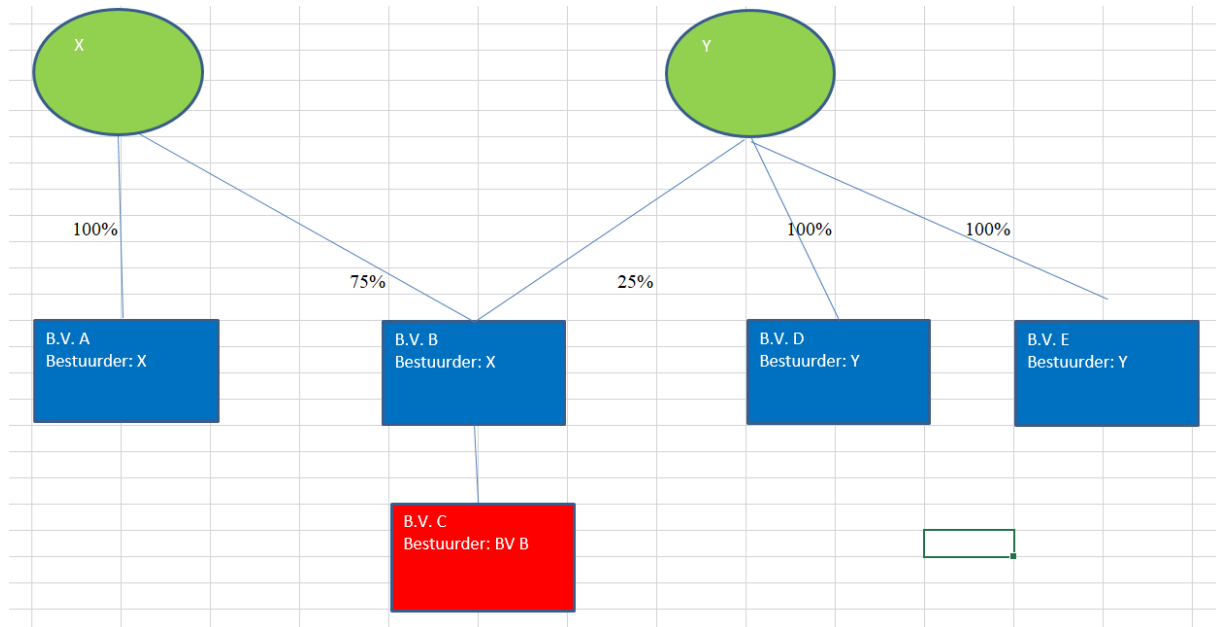 X
Y
100%
75%
25%
100%
100%
B.V. A
Bestuurder: X
B.V. B
Bestuurder: X
B.V. D
Bestuurder: Y
B.V. E
Bestuurder: Y
B.V. C
Bestuurder: BV B